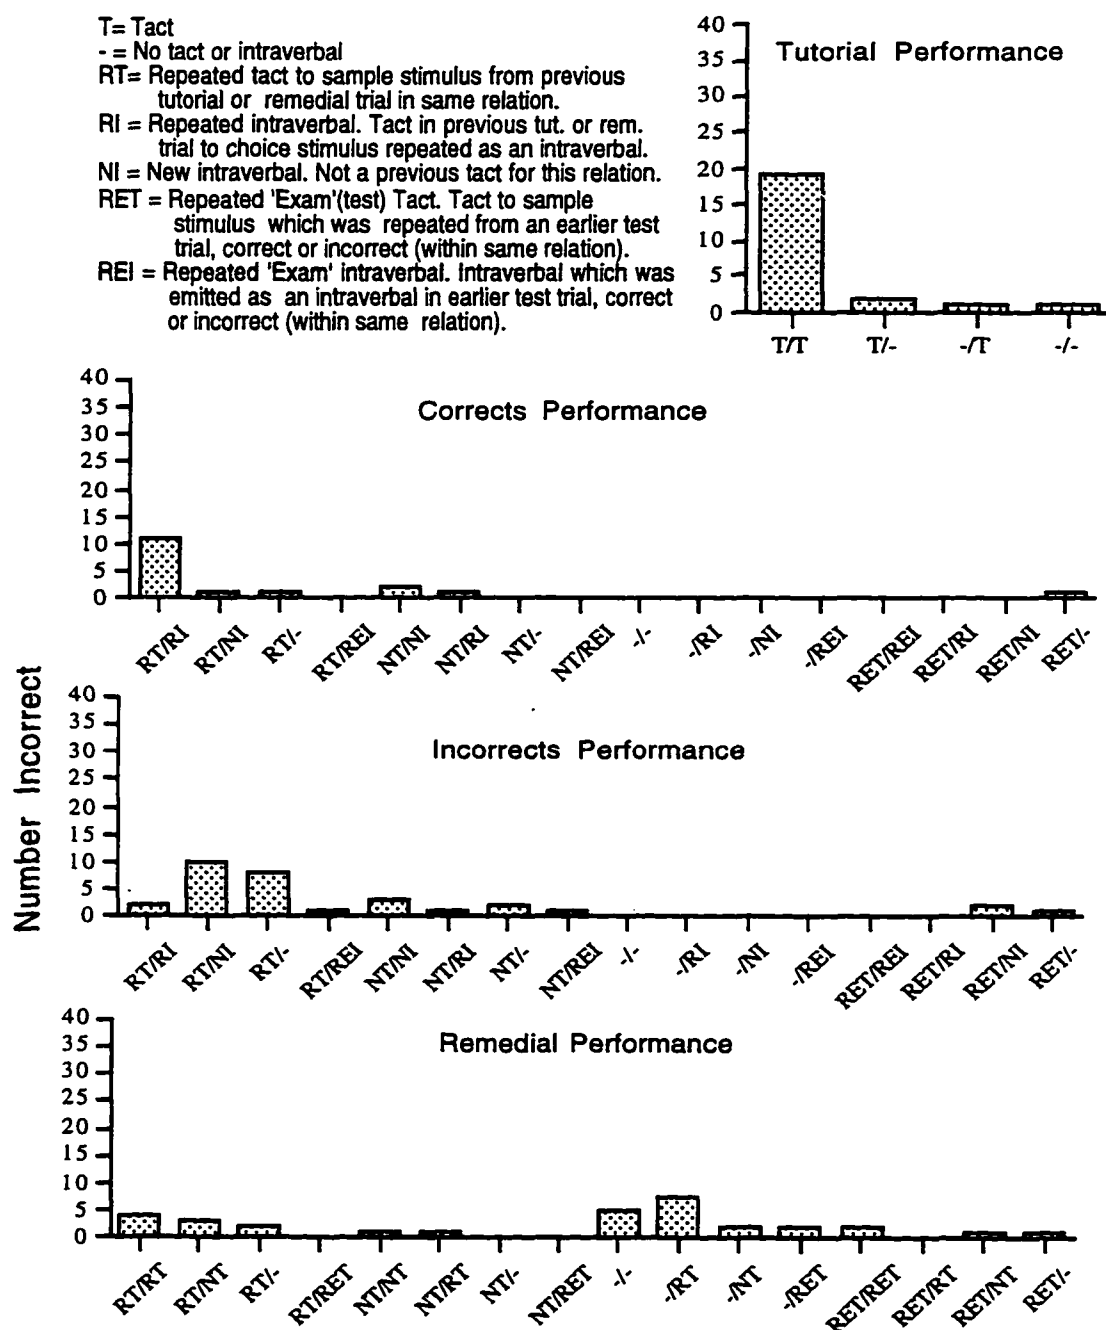 T= Tact
- = No tact or intraverbal
RT= Repeated tact to sample stimulus from previous
tutorial or remedial trial in same relation.
RI = Repeated intraverbal. Tact in previous tut. or rem.
trial to choice stimulus repeated as an intraverbal.
NI = New intraverbal. Not a previous tact for this relation.
RET = Repeated 'Exam'(test) Tact. Tact to sample
stimulus which was repeated from an earlier test
trial, correct or incorrect (within same relation).
REI = Repeated 'Exam' intraverbal. Intraverbal which was
emitted as an intraverbal in earlier test trial, correct
or incorrect (within same relation).
Tutorial Performance
40
35
30
25
20
15
10
5
0
T/T T/- -/T -/-
Corrects Performance
40
35
30
25
20
15
10
5
0
RT/RI RT/NI RT/- RT/REI NT/NI NT/RI NT/- NT/REI -/- -/RI -/NI -/REI RET/REI RET/RI RET/NI RET/-
Number Incorrect
Incorrects Performance
40
35
30
25
20
15
10
5
0
RT/RI RT/NI RT/- RT/REI NT/NI NT/RI NT/- NT/REI -/- -/RI -/NI -/REI RET/REI RET/RI RET/NI RET/-
Remedial Performance
40
35
30
25
20
15
10
5
0
RT/RT RT/NT RT/- RT/RET NT/NT NT/RT NT/- NT/RET -/- -/RT -/NT -/RET RET/RET RET/RT RET/NT RET/-